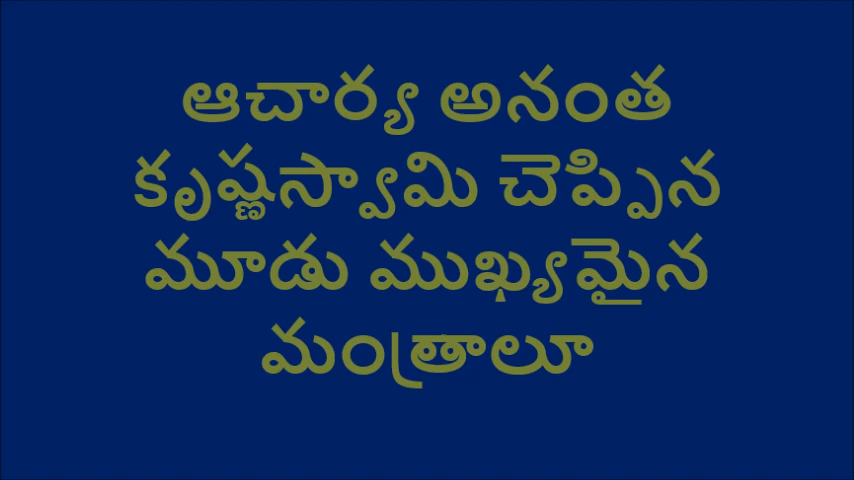 ఆచార్య అనంత
కృష్ణస్వామి చెప్పిన
మూడు ముఖ్యమైన
మంత్రాలూ